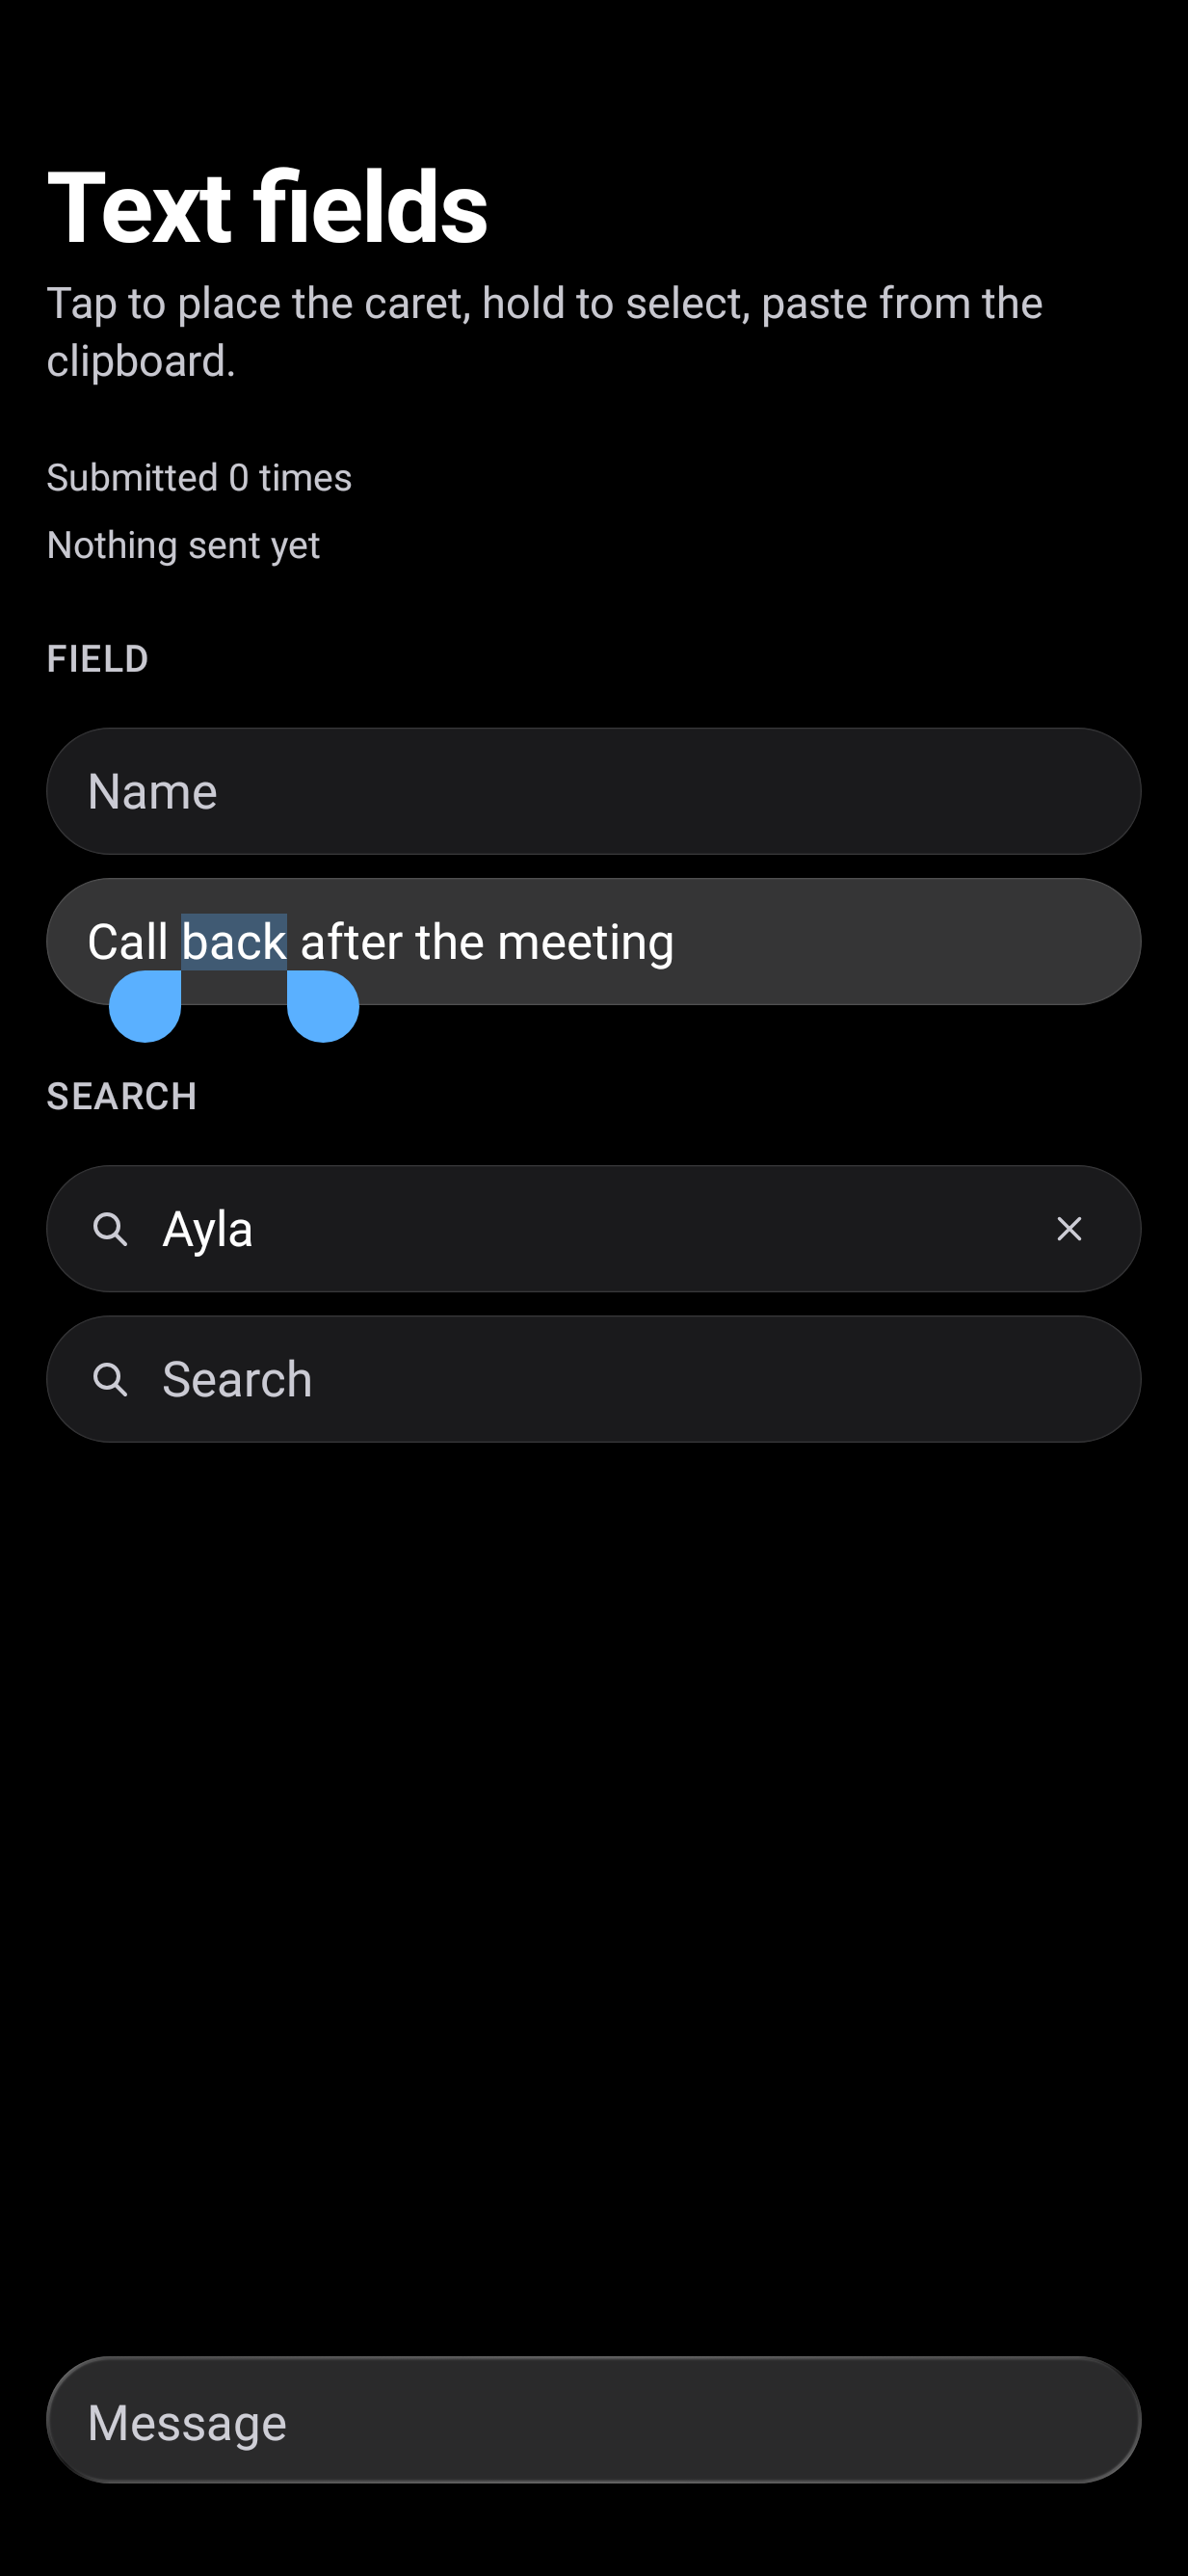 Text fields
Tap to place the caret, hold to select, paste from the
clipboard.
Submitted 0 times
Nothing sent yet
FIELD
Name
Call back after the meeting
SEARCH
Ayla
Search
Message